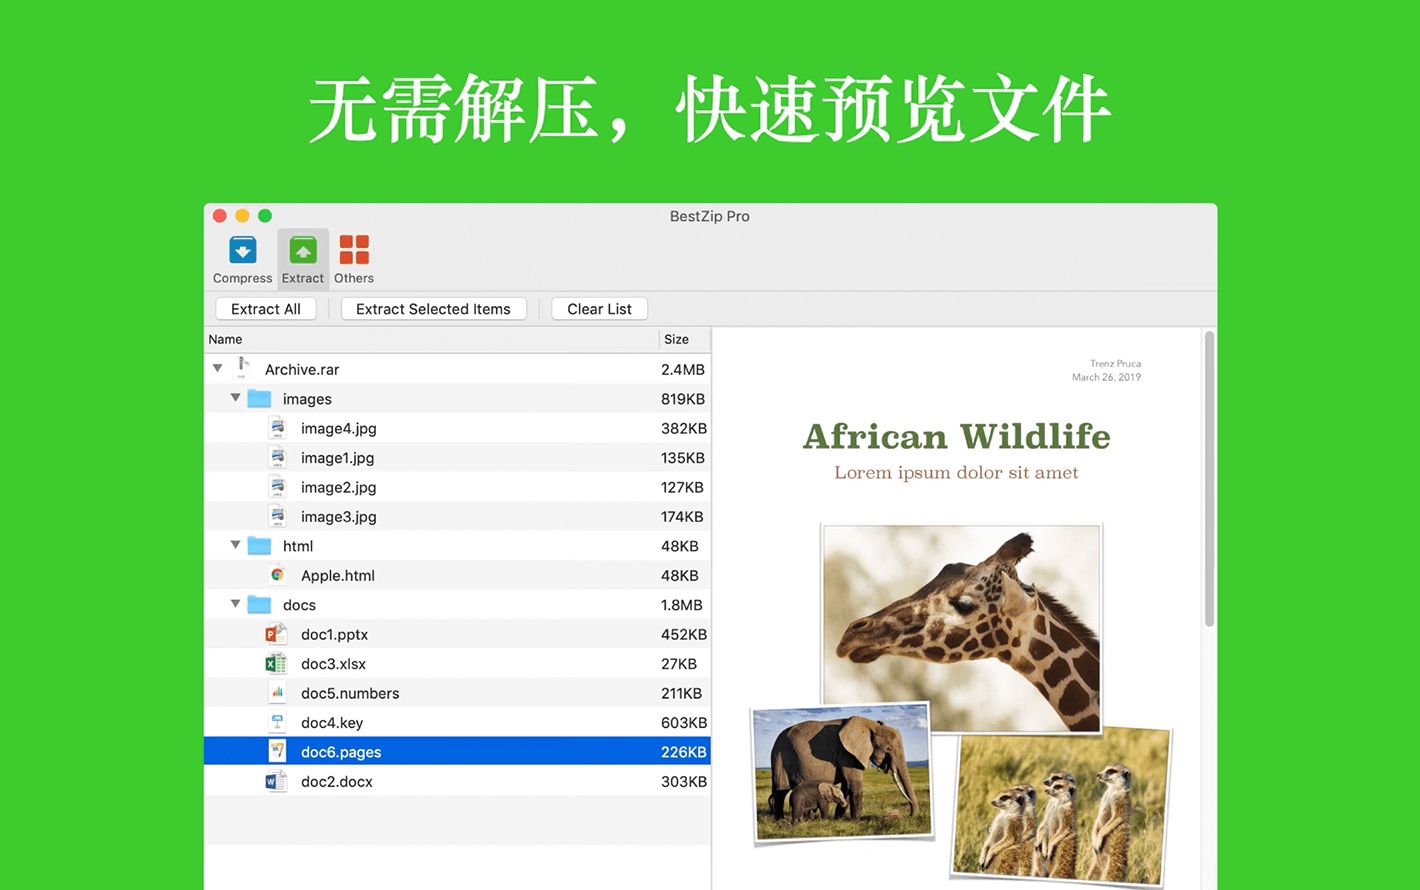 无需解压，快速预览文件
BestZip Pro
Compress Extract Others
Extract All Extract Selected Items Clear List
Name Size
Archive.rar 2.4MB
images 819KB
image4.jpg 382KB
image1.jpg 135KB
image2.jpg 127KB
image3.jpg 174KB
html 48KB
Apple.html 48KB
docs 1.8MB
doc1.pptx 452KB
doc3.xlsx 27KB
doc5.numbers 211KB
doc4.key 603KB
doc6.pages 226KB
doc2.docx 303KB
Trenz Pruca
March 26, 2019
African Wildlife
Lorem ipsum dolor sit amet